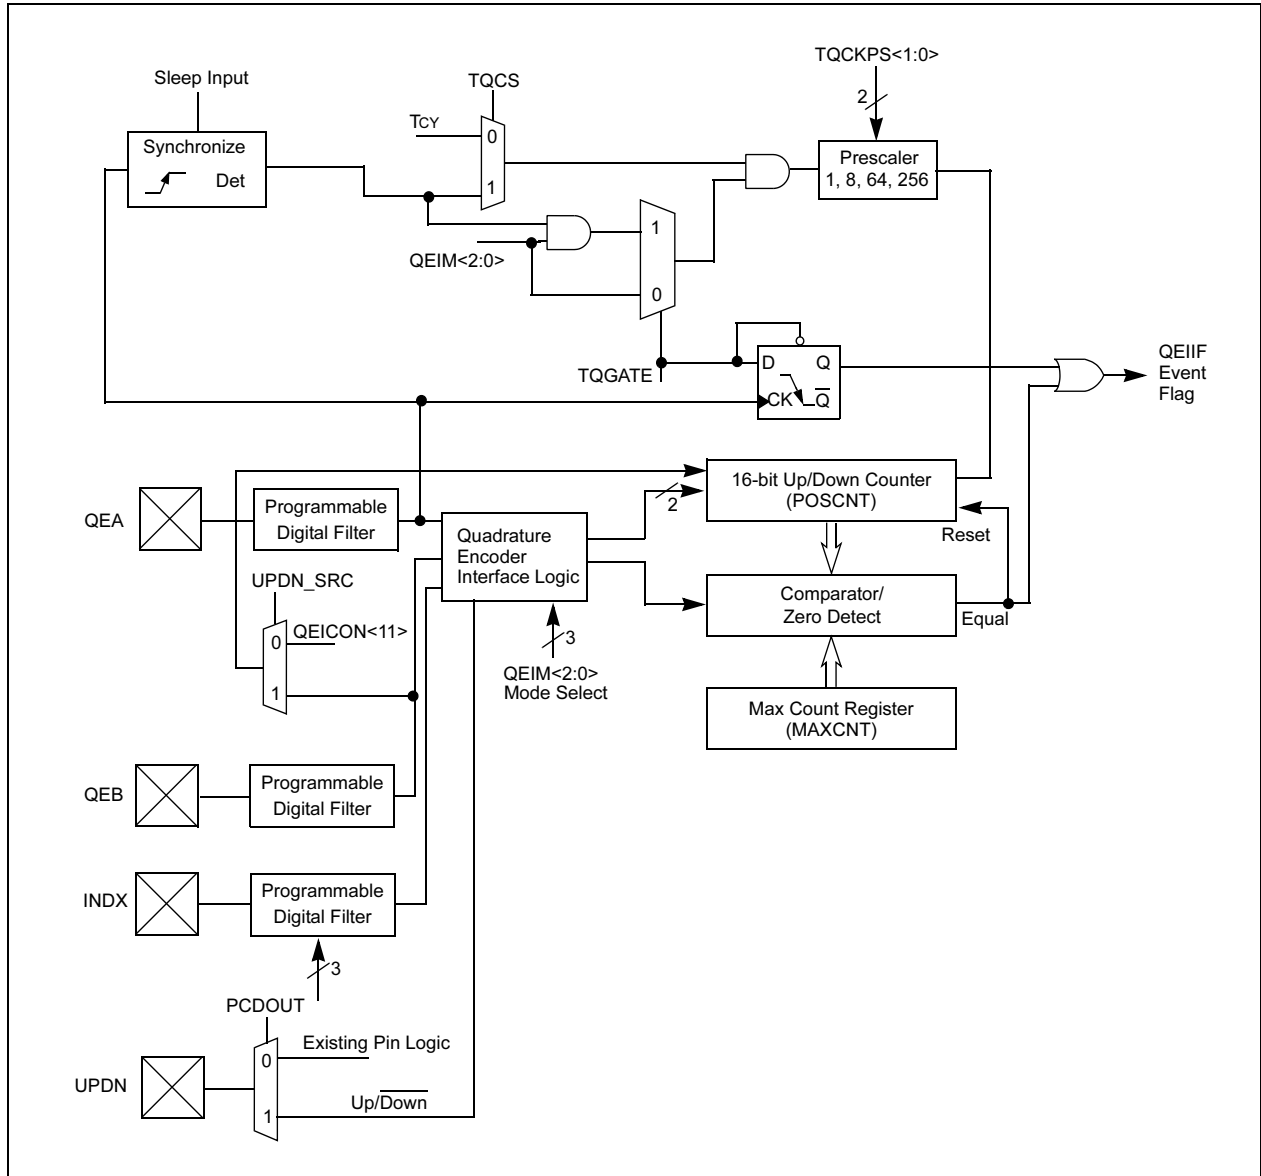 TQCKPS<1:0>
Sleep Input
TQCS
2
TCY
0
Synchronize
Det
1
Prescaler
1, 8, 64, 256
1
QEIM<2:0>
0
TQGATE
D Q
CK Q̅
QEIIF
Event
Flag
16-bit Up/Down Counter
(POSCNT)
2
QEA
Programmable
Digital Filter
Quadrature
Encoder
Interface Logic
Reset
UPDN_SRC
Comparator/
Zero Detect
Equal
0
QEICON<11>
3
1
QEIM<2:0>
Mode Select
Max Count Register
(MAXCNT)
QEB
Programmable
Digital Filter
INDX
Programmable
Digital Filter
3
PCDOUT
Existing Pin Logic
0
UPDN
Up/D̅o̅w̅n̅
1